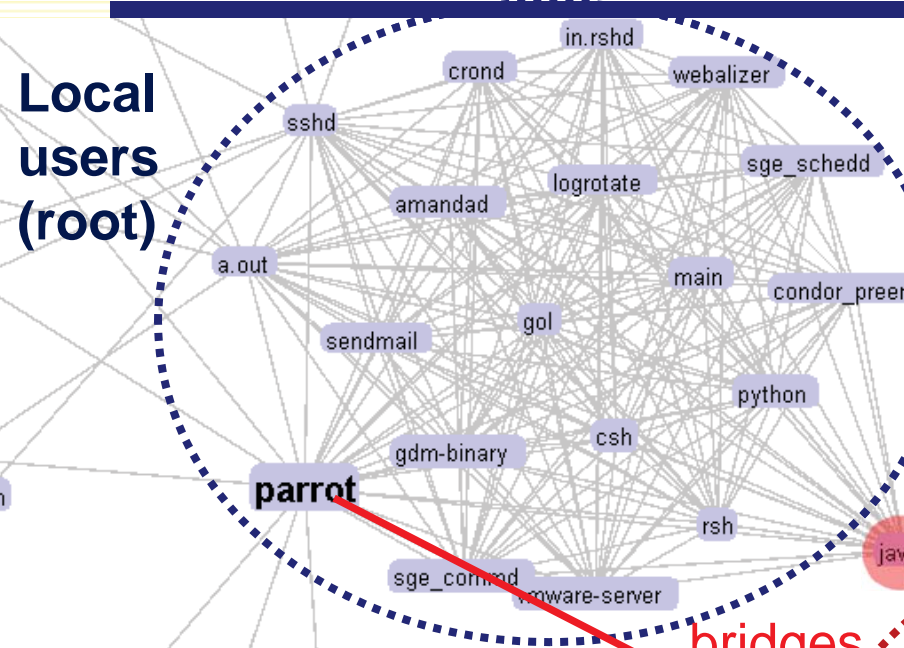 Local
users
(root)
in.rshd
crond
webalizer
sshd
sge_schedd
logrotate
amandad
a.out
main
condor_preen
gol
sendmail
python
csh
gdm-binary
parrot
rsh
sge_commd
vmware-server
bridges